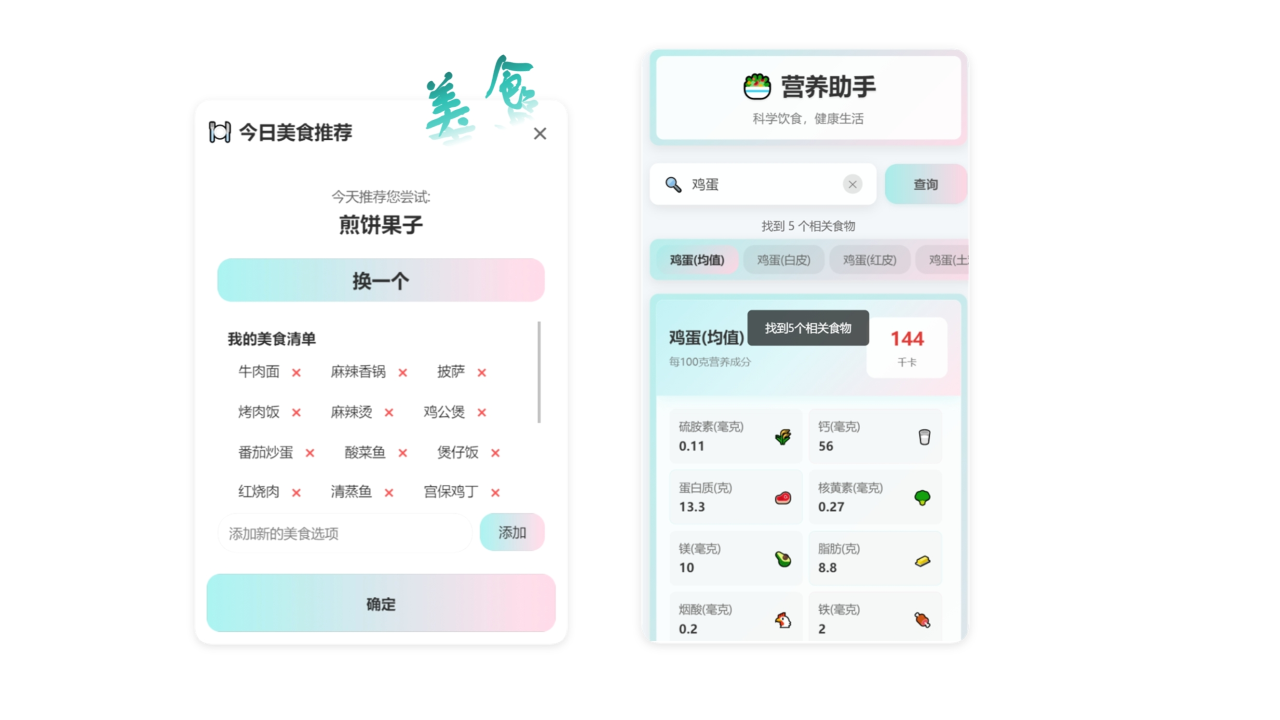 美食
今日美食推荐
今天推荐您尝试:
煎饼果子
换一个
我的美食清单
牛肉面 × 麻辣香锅 × 披萨 ×
烤肉饭 × 麻辣烫 × 鸡公煲 ×
番茄炒蛋 × 酸菜鱼 × 煲仔饭 ×
红烧肉 × 清蒸鱼 × 宫保鸡丁 ×
添加新的美食选项 添加
确定
营养助手
科学饮食，健康生活
鸡蛋 查询
找到 5 个相关食物
鸡蛋(均值) 鸡蛋(白皮) 鸡蛋(红皮) 鸡蛋(土
找到5个相关食物
鸡蛋(均值) 144
每100克营养成分 千卡
硫胺素(毫克) 钙(毫克)
0.11 56
蛋白质(克) 核黄素(毫克)
13.3 0.27
镁(毫克) 脂肪(克)
10 8.8
烟酸(毫克) 铁(毫克)
0.2 2